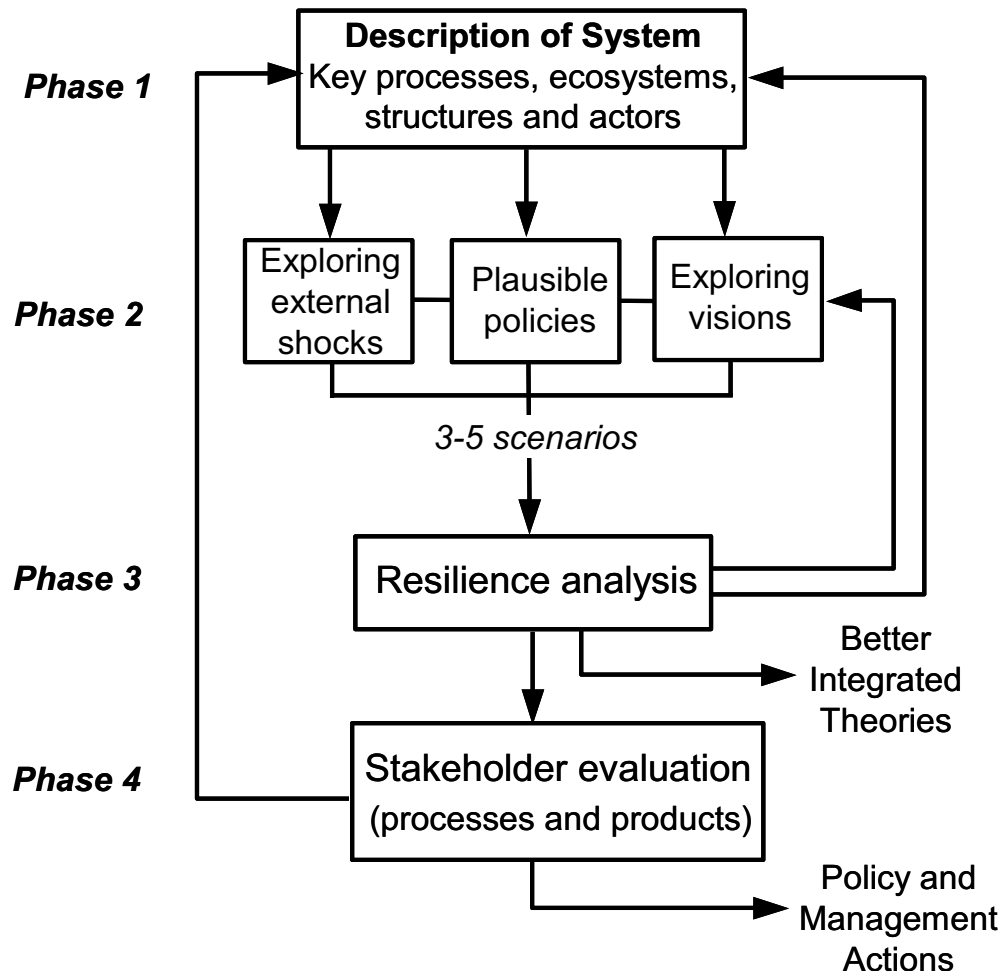 Phase 1
Description of System
Key processes, ecosystems,
structures and actors
Phase 2
Exploring
external
shocks
Plausible
policies
Exploring
visions
3-5 scenarios
Phase 3
Resilience analysis
Better
Integrated
Theories
Phase 4
Stakeholder evaluation
(processes and products)
Policy and
Management
Actions